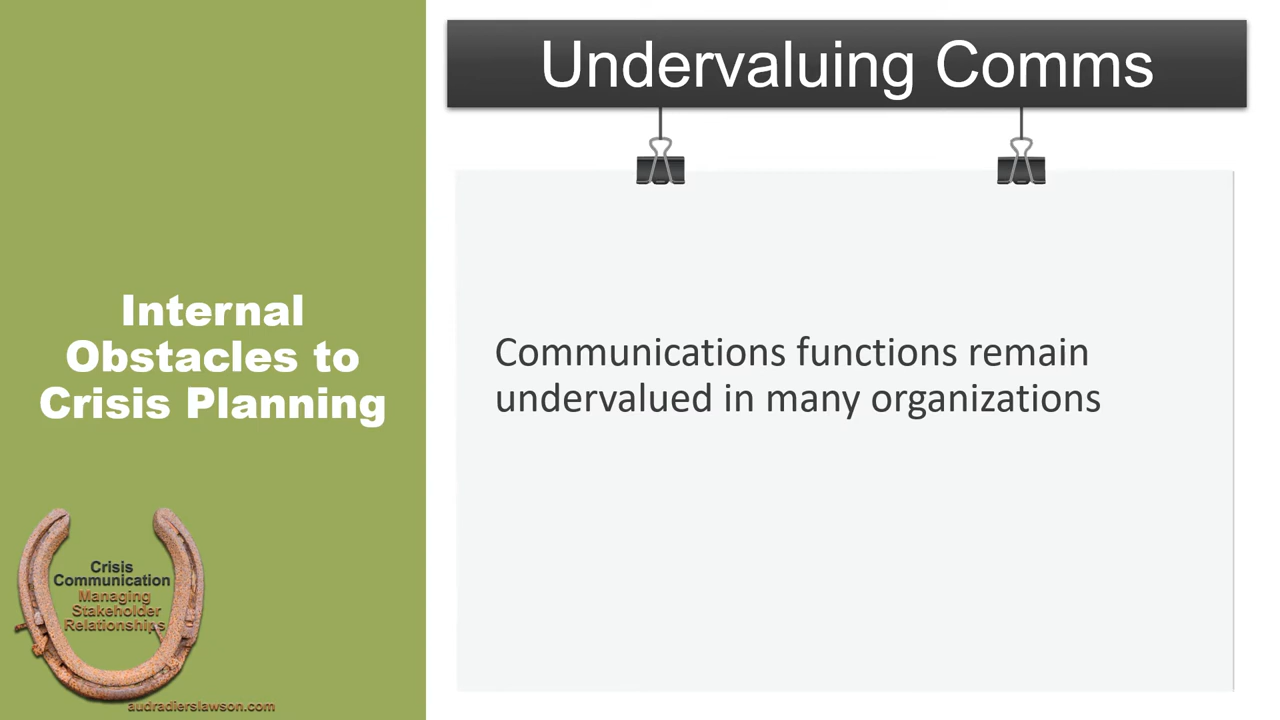 Undervaluing Comms
Communications functions remain
undervalued in many organizations
Internal
Obstacles to
Crisis Planning
Crisis
Communication
Managing
Stakeholder
Relationships
audradierslawson.com